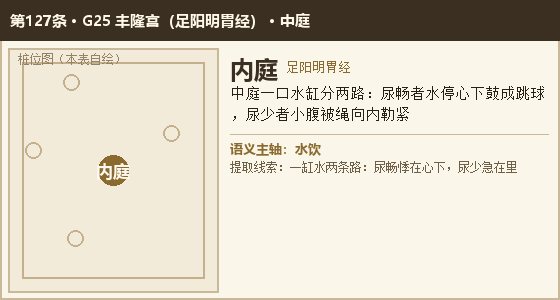 第127条·G25 丰隆宫（足阳明胃经）·中庭
桩位图（本表自绘）
内庭
内庭 足阳明胃经
中庭一口水缸分两路：尿畅者水停心下鼓成跳球
，尿少者小腹被绳向内勒紧
语义主轴：水饮
提取线索：一缸水两条路：尿畅悸在心下，尿少急在里